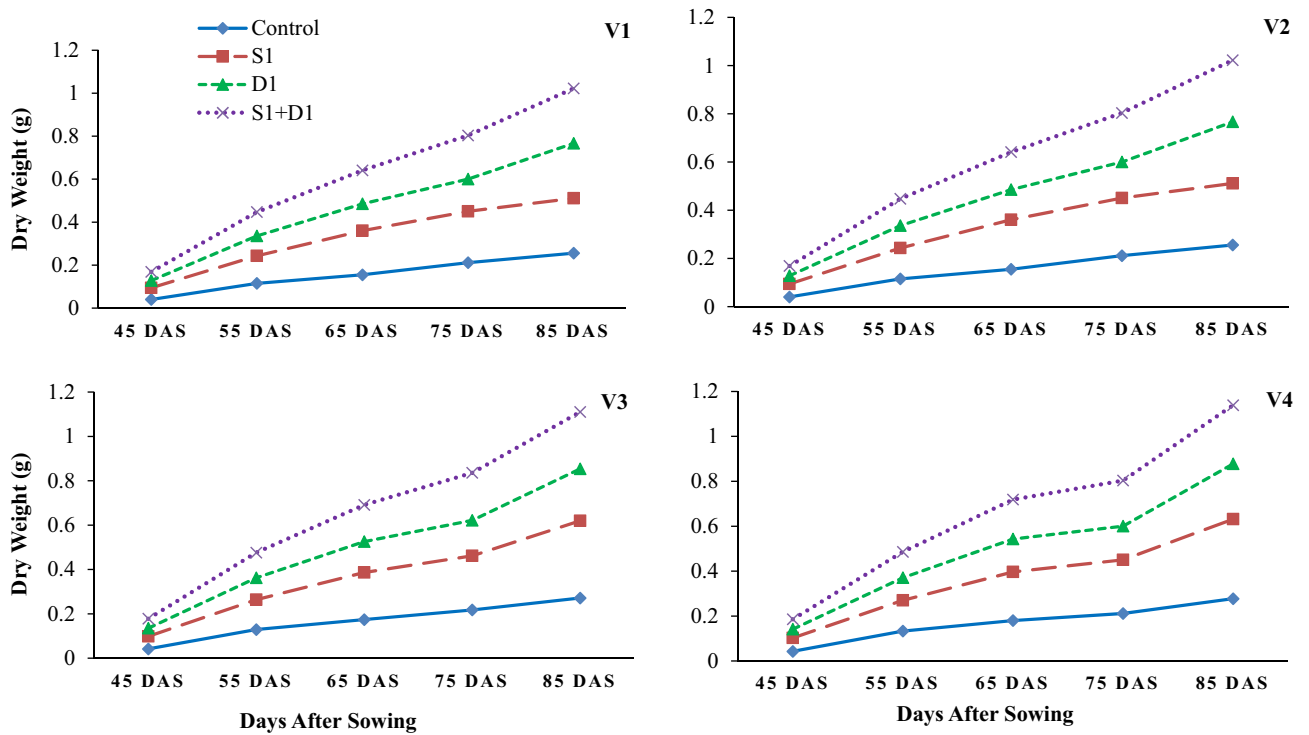 V1
Control
S1
D1
S1+D1
Dry Weight (g)
1.2
1
0.8
0.6
0.4
0.2
0
45 DAS 55 DAS 65 DAS 75 DAS 85 DAS
V2
1.2
1
0.8
0.6
0.4
0.2
0
45 DAS 55 DAS 65 DAS 75 DAS 85 DAS
V3
Dry Weight (g)
1.2
1
0.8
0.6
0.4
0.2
0
45 DAS 55 DAS 65 DAS 75 DAS 85 DAS
Days After Sowing
V4
1.2
1
0.8
0.6
0.4
0.2
0
45 DAS 55 DAS 65 DAS 75 DAS 85 DAS
Days After Sowing